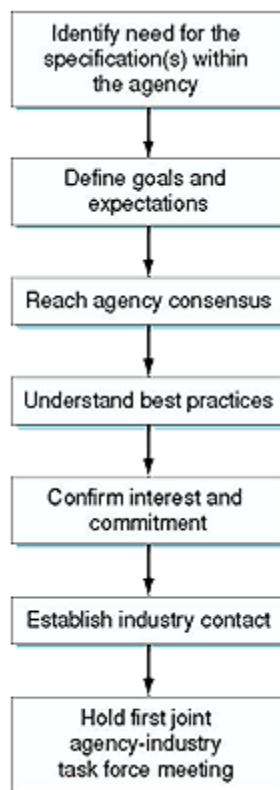 Identify need for the
specification(s) within
the agency
Define goals and
expectations
Reach agency consensus
Understand best practices
Confirm interest and
commitment
Establish industry contact
Hold first joint
agency-industry
task force meeting